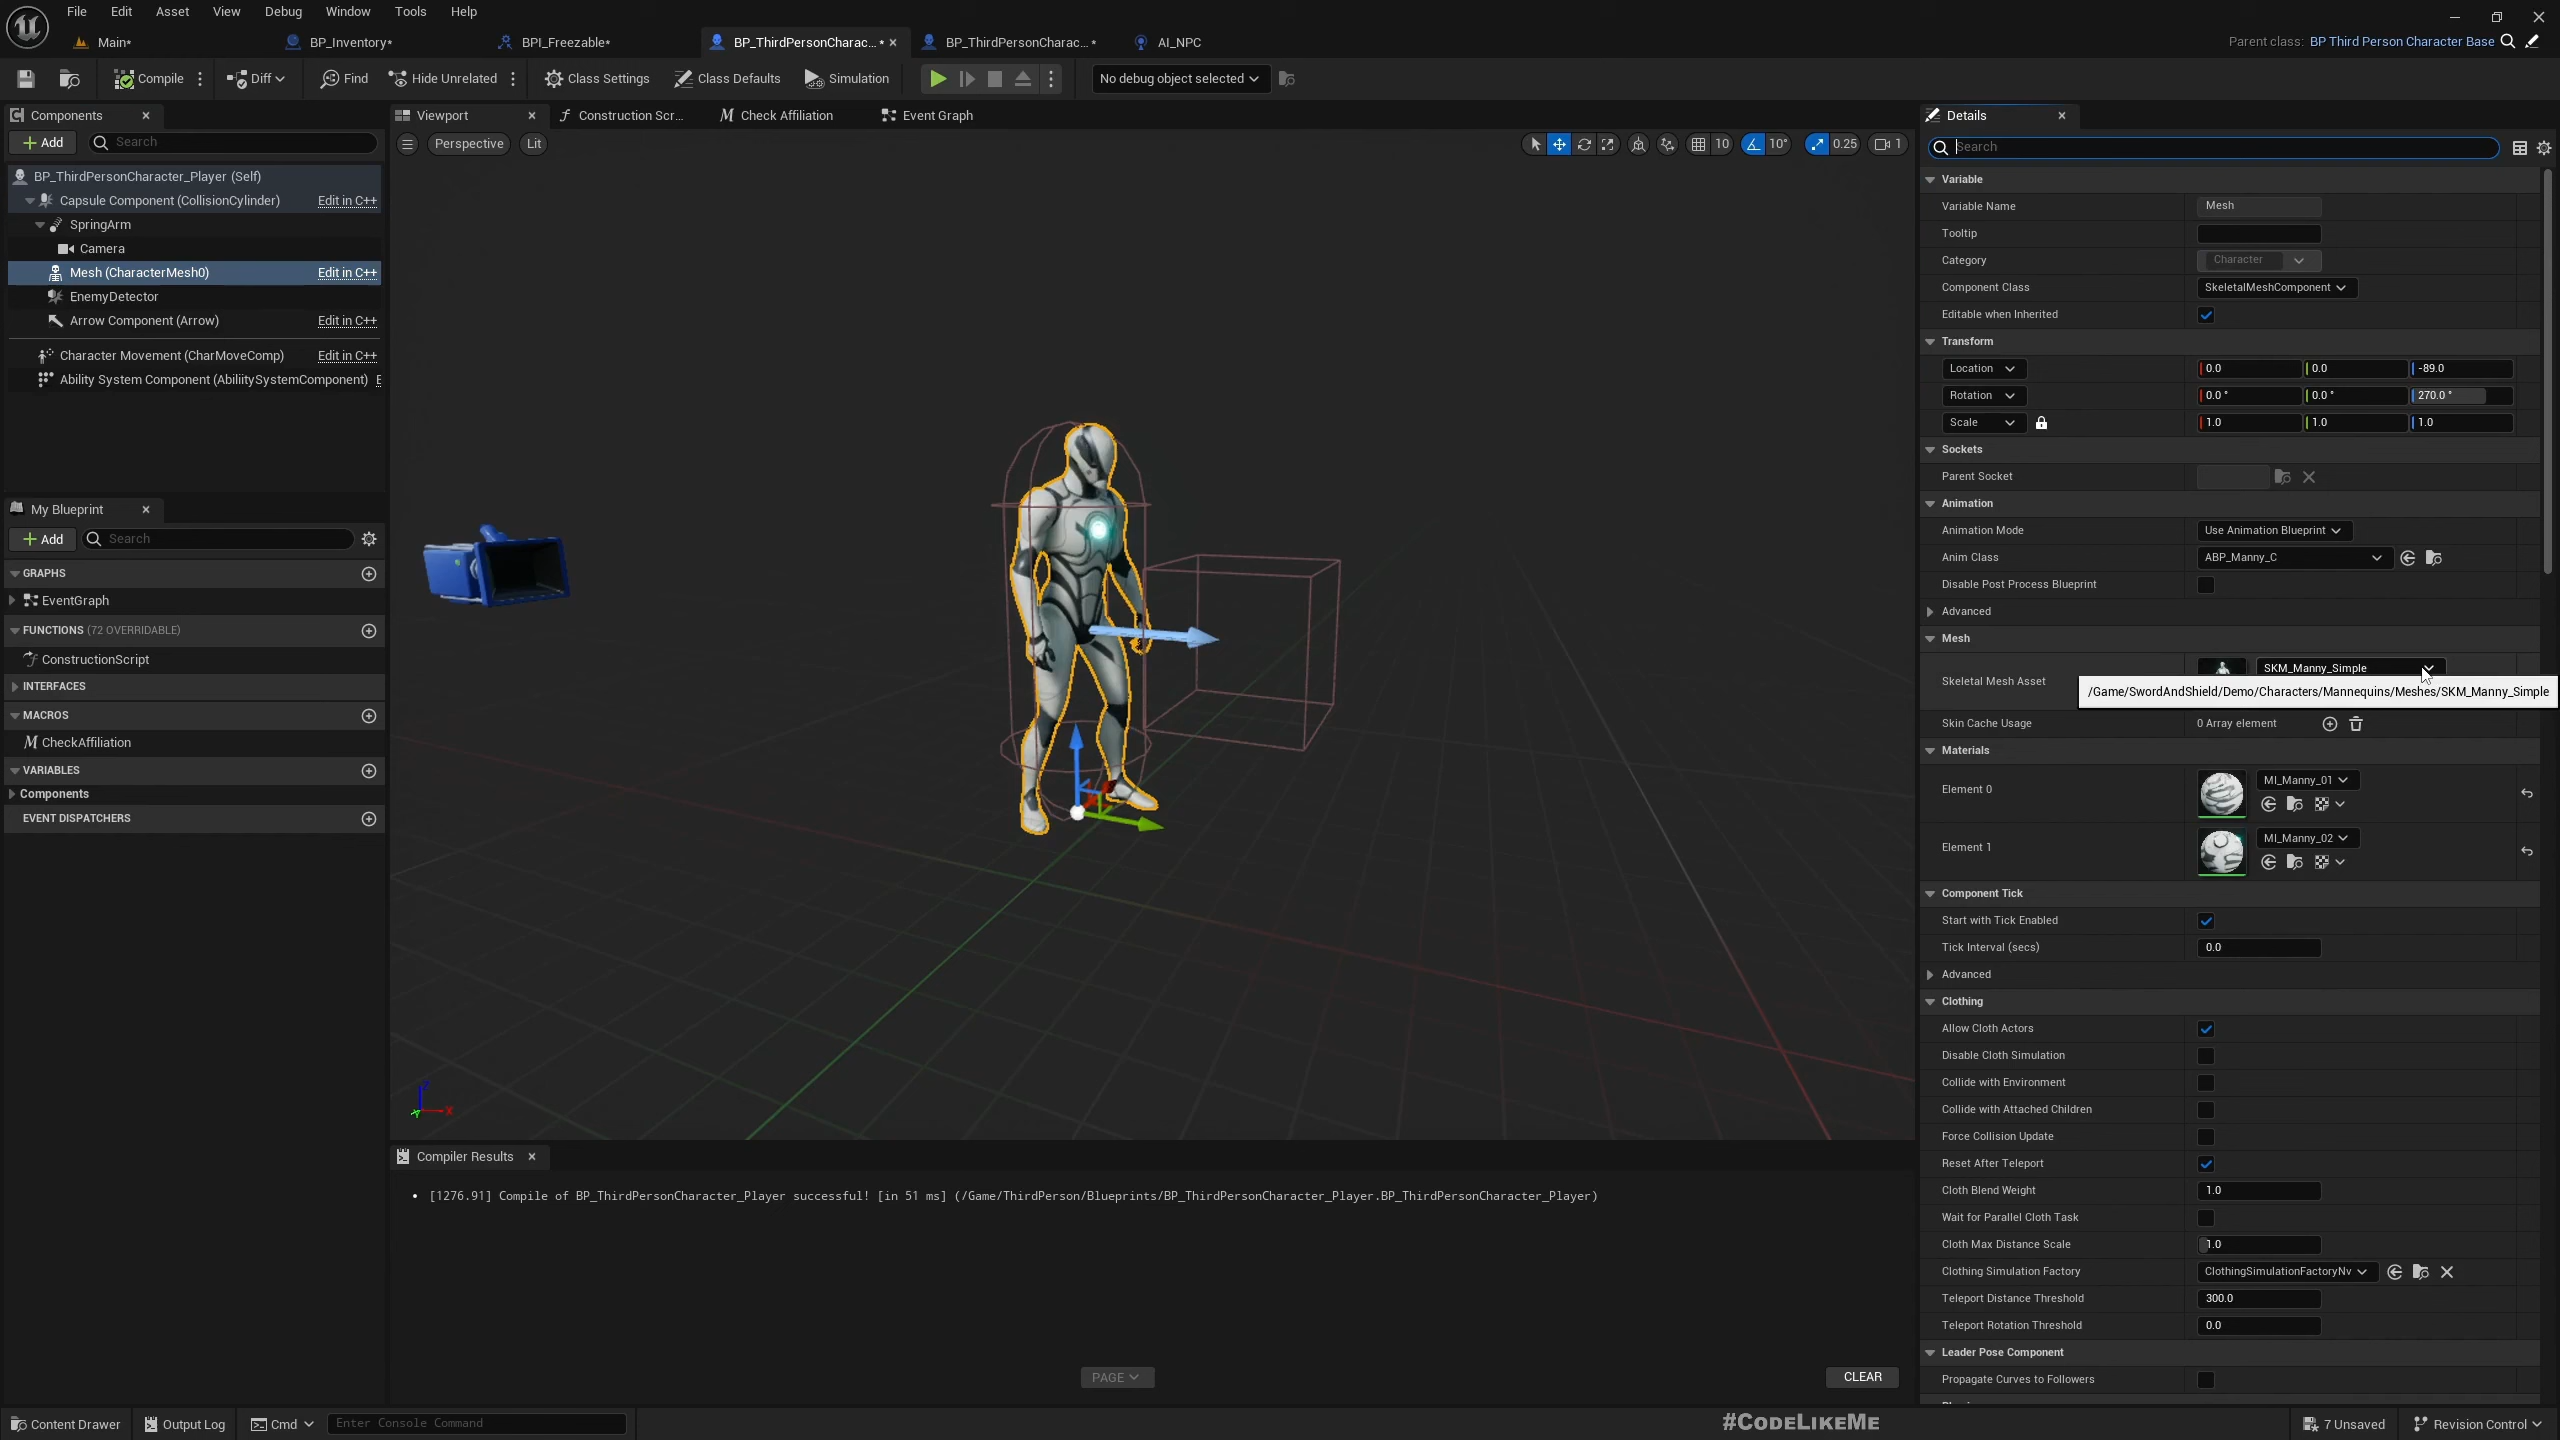 File Edit Asset View Debug Window Tools Help
Main* BP_Inventory* BPI_Freezable* BP_ThirdPersonCharac...* BP_ThirdPersonCharac...* AI_NPC
Parent class: BP Third Person Character Base
Compile Diff Find Hide Unrelated Class Settings Class Defaults Simulation No debug object selected
Components
Add Search
BP_ThirdPersonCharacter_Player (Self)
Capsule Component (CollisionCylinder) Edit in C++
SpringArm
Camera
Mesh (CharacterMesh0) Edit in C++
EnemyDetector
Arrow Component (Arrow) Edit in C++
Character Movement (CharMoveComp) Edit in C++
Ability System Component (AbiliitySystemComponent) E
My Blueprint
Add Search
GRAPHS
EventGraph
FUNCTIONS (72 OVERRIDABLE)
ConstructionScript
INTERFACES
MACROS
CheckAffiliation
VARIABLES
Components
EVENT DISPATCHERS
Viewport Construction Scr... Check Affiliation Event Graph
Perspective Lit
10 10° 0.25 1
Z X Y
Compiler Results
• [1276.91] Compile of BP_ThirdPersonCharacter_Player successful! [in 51 ms] (/Game/ThirdPerson/Blueprints/BP_ThirdPersonCharacter_Player.BP_ThirdPersonCharacter_Player)
PAGE CLEAR
Details
Search
Variable
Variable Name Mesh
Tooltip
Category Character
Component Class SkeletalMeshComponent
Editable when Inherited
Transform
Location 0.0 0.0 -89.0
Rotation 0.0 ° 0.0 ° 270.0 °
Scale 1.0 1.0 1.0
Sockets
Parent Socket
Animation
Animation Mode Use Animation Blueprint
Anim Class ABP_Manny_C
Disable Post Process Blueprint
Advanced
Mesh
Skeletal Mesh Asset SKM_Manny_Simple
/Game/SwordAndShield/Demo/Characters/Mannequins/Meshes/SKM_Manny_Simple
Skin Cache Usage 0 Array element
Materials
Element 0 MI_Manny_01
Element 1 MI_Manny_02
Component Tick
Start with Tick Enabled
Tick Interval (secs) 0.0
Advanced
Clothing
Allow Cloth Actors
Disable Cloth Simulation
Collide with Environment
Collide with Attached Children
Force Collision Update
Reset After Teleport
Cloth Blend Weight 1.0
Wait for Parallel Cloth Task
Cloth Max Distance Scale 1.0
Clothing Simulation Factory ClothingSimulationFactoryNv
Teleport Distance Threshold 300.0
Teleport Rotation Threshold 0.0
Leader Pose Component
Propagate Curves to Followers
Content Drawer Output Log Cmd Enter Console Command
#CODELIKEME
7 Unsaved Revision Control